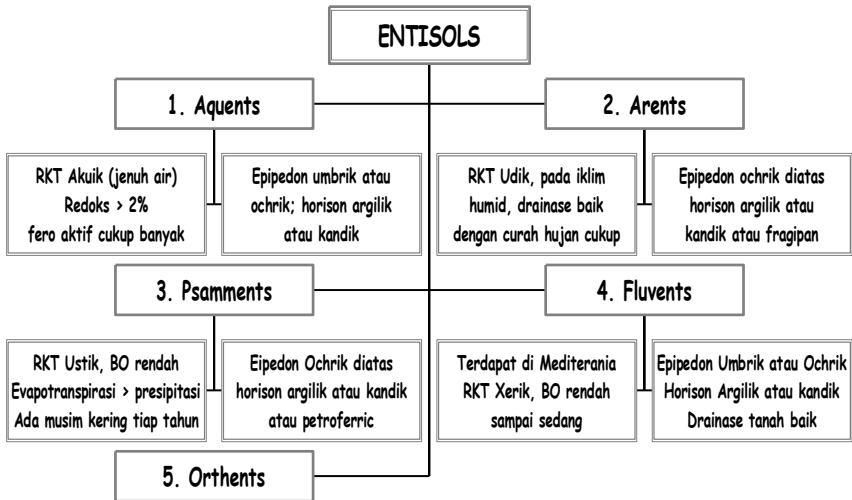 ENTISOLS
1. Aquents
2. Arents
RKT Akuik (jenuh air)
Redoks > 2%
fero aktif cukup banyak
Epipedon umbrik atau
ochrik; horison argilik
atau kandik
RKT Udik, pada iklim
humid, drainase baik
dengan curah hujan cukup
Epipedon ochrik diatas
horison argilik atau
kandik atau fragipan
3. Psamments
4. Fluvents
RKT Ustik, BO rendah
Evapotranspirasi > presipitasi
Ada musim kering tiap tahun
Eipedon Ochrik diatas
horison argilik atau kandik
atau petroferric
Terdapat di Mediterania
RKT Xerik, BO rendah
sampai sedang
Epipedon Umbrik atau Ochrik
Horison Argilik atau kandik
Drainase tanah baik
5. Orthents